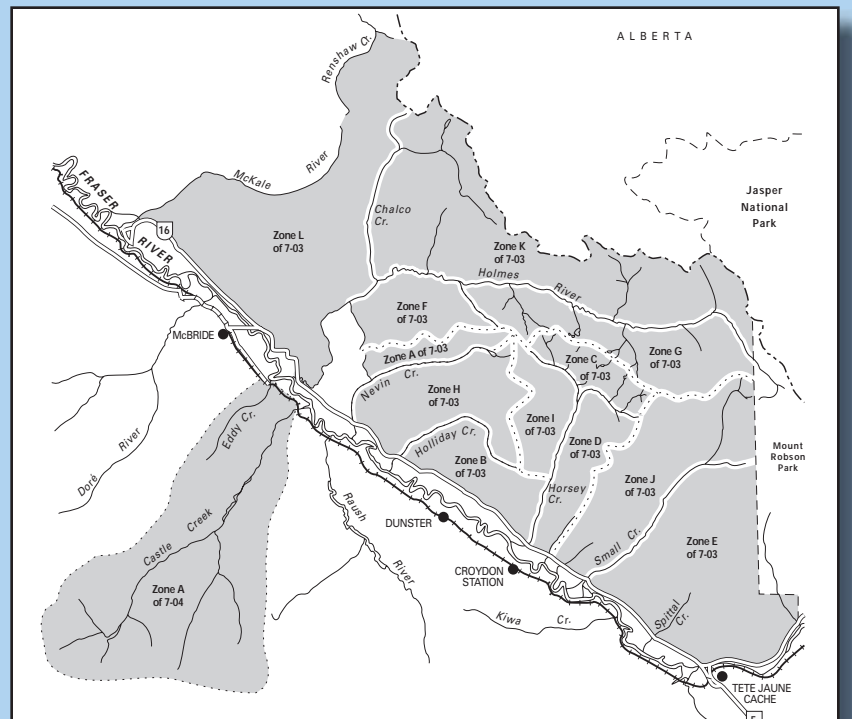 ALBERTA
Renshaw Cr.
McKale River
FRASER
RIVER
16
Jasper
National
Park
Chalco
Cr.
Zone L
of 7-03
Zone K
of 7-03
Holmes
River
Zone F
of 7-03
McBRIDE
Zone A of 7-03
Zone C
of 7-03
Zone G
of 7-03
Nevin Cr.
Zone H
of 7-03
Eddy Cr.
Holliday Cr.
Zone I
of 7-03
Zone D
of 7-03
Mount
Robson
Park
Doré River
Zone B
of 7-03
Horsey
Cr.
Zone J
of 7-03
Raush
River
DUNSTER
Castle Creek
Small Cr.
Zone E
of 7-03
CROYDON
STATION
Zone A
of 7-04
Kiwa Cr.
Spittal
Cr.
TETE JAUNE
CACHE
5